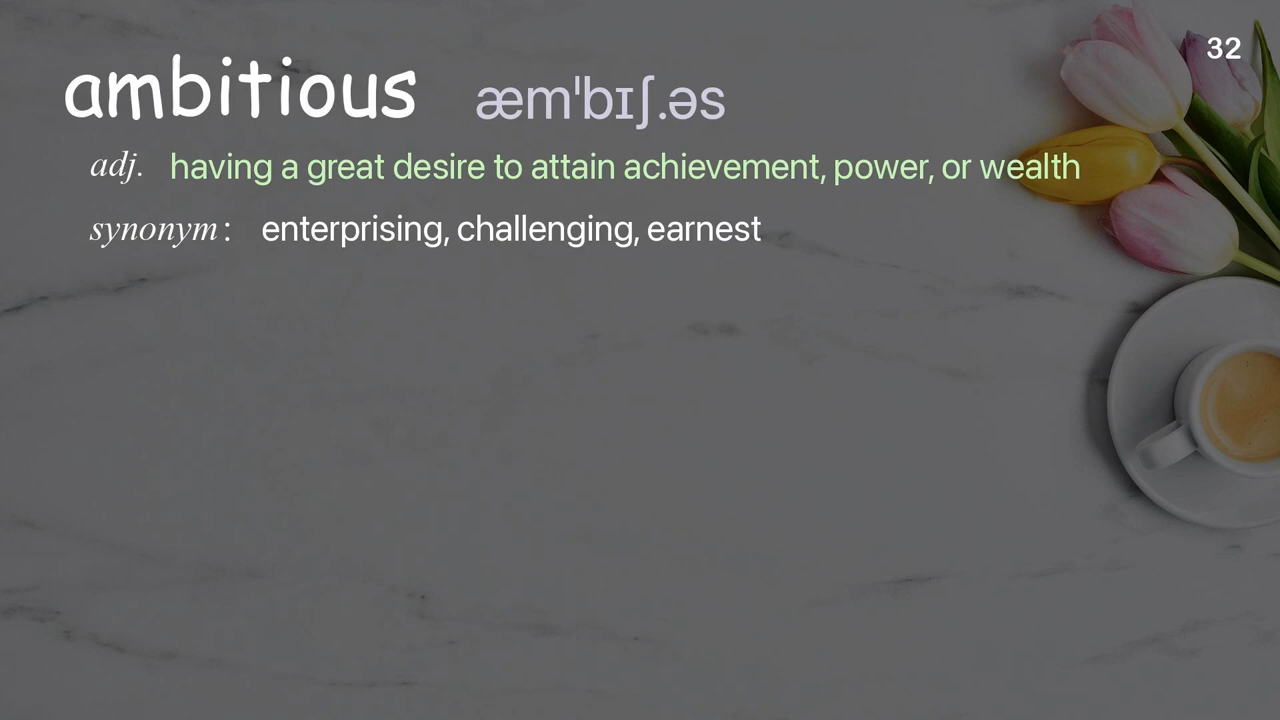 32
ambitious æmˈbɪʃ.əs
adj. having a great desire to attain achievement, power, or wealth
synonym: enterprising, challenging, earnest